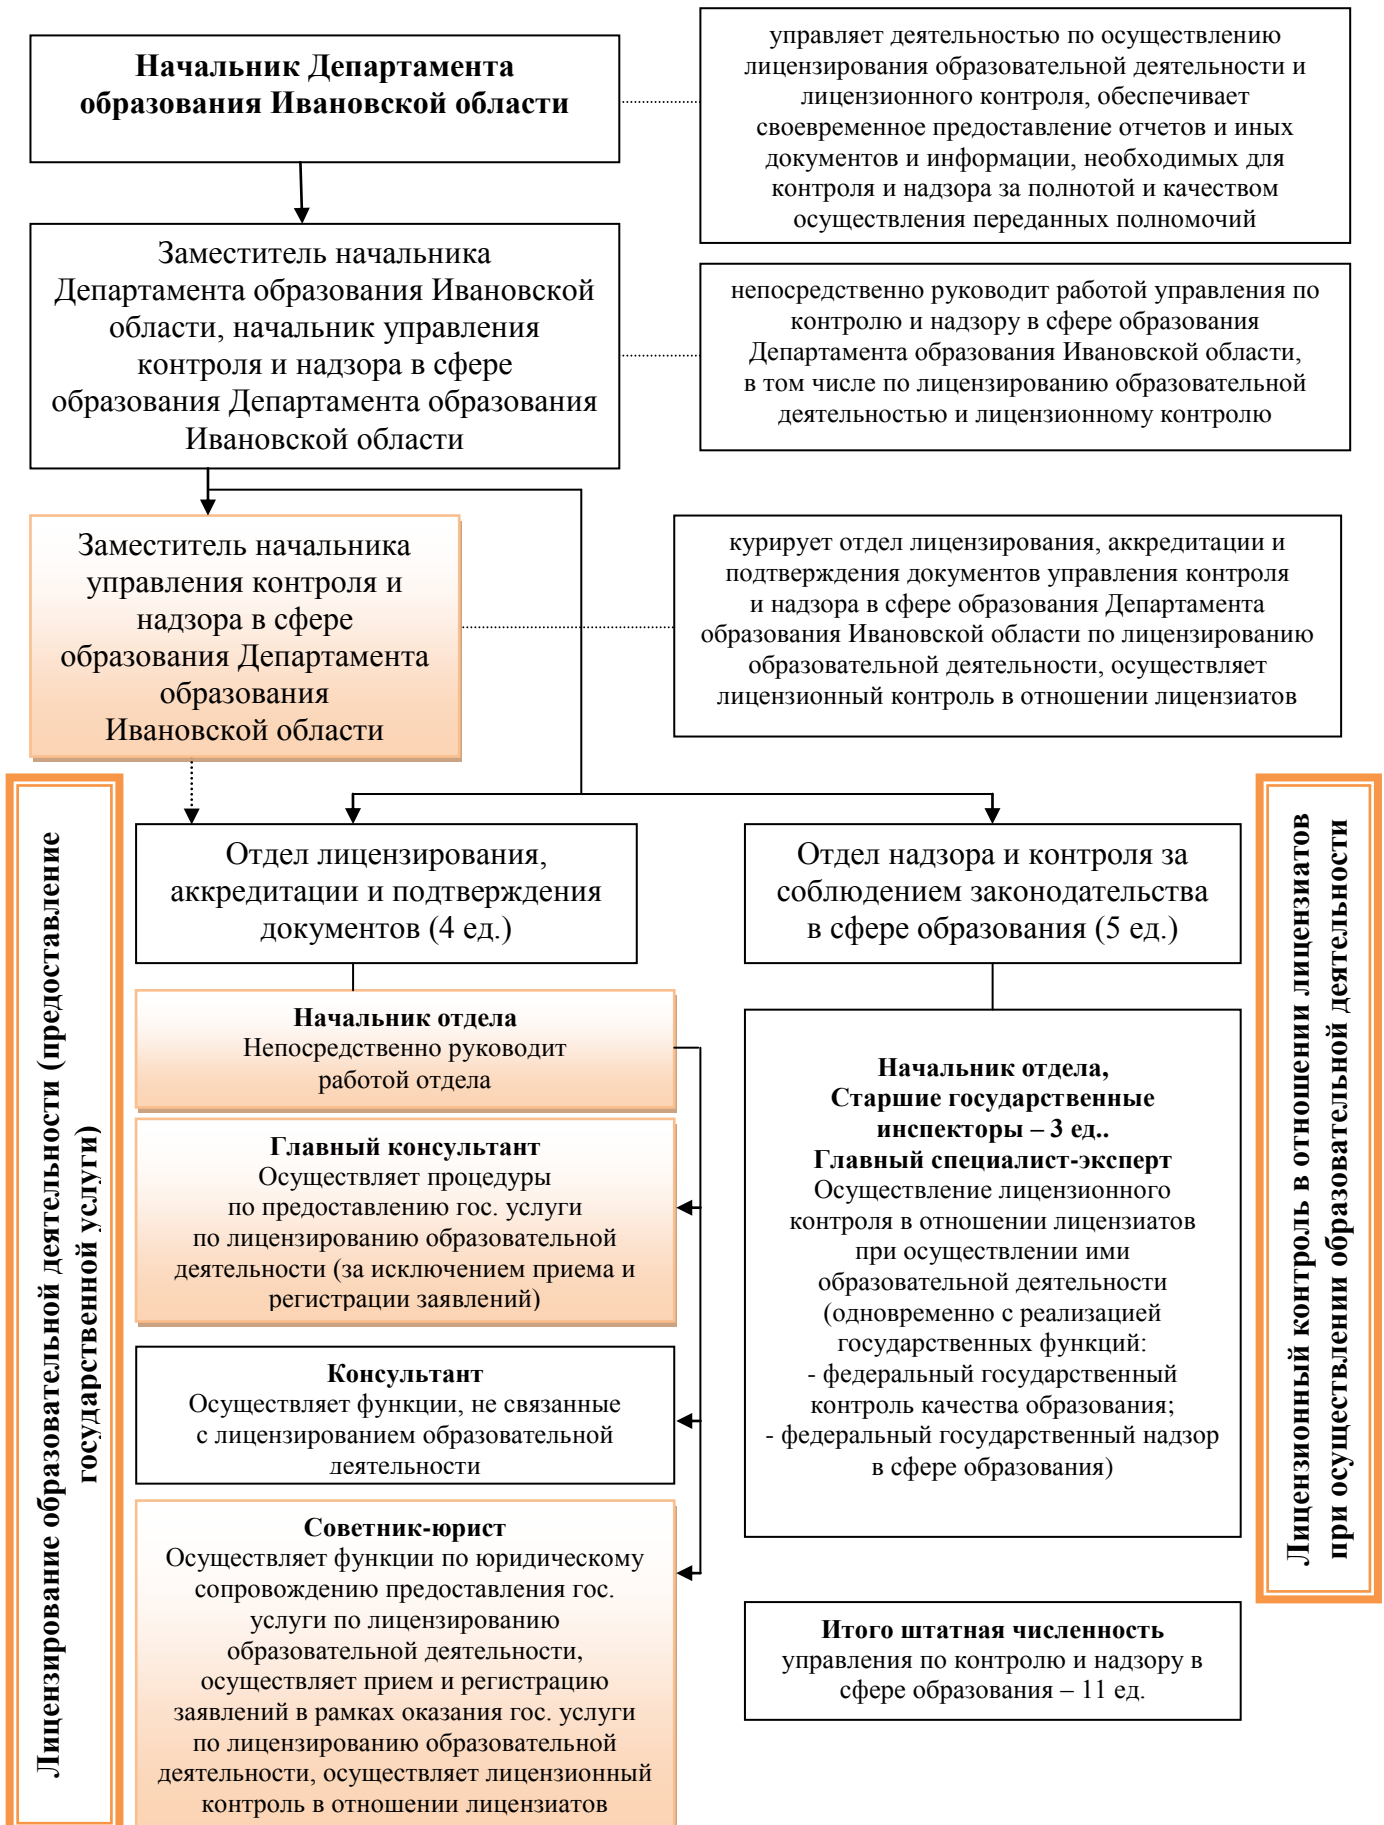 Начальник Департамента
образования Ивановской области
управляет деятельностью по осуществлению
лицензирования образовательной деятельности и
лицензионного контроля, обеспечивает
своевременное предоставление отчетов и иных
документов и информации, необходимых для
контроля и надзора за полнотой и качеством
осуществления переданных полномочий
Заместитель начальника
Департамента образования Ивановской
области, начальник управления
контроля и надзора в сфере
образования Департамента образования
Ивановской области
непосредственно руководит работой управления по
контролю и надзору в сфере образования
Департамента образования Ивановской области,
в том числе по лицензированию образовательной
деятельностью и лицензионному контролю
Заместитель начальника
управления контроля и
надзора в сфере
образования Департамента
образования
Ивановской области
курирует отдел лицензирования, аккредитации и
подтверждения документов управления контроля
и надзора в сфере образования Департамента
образования Ивановской области по лицензированию
образовательной деятельности, осуществляет
лицензионный контроль в отношении лицензиатов
Лицензирование образовательной деятельности (предоставление
государственной услуги)
Отдел лицензирования,
аккредитации и подтверждения
документов (4 ед.)
Начальник отдела
Непосредственно руководит
работой отдела
Главный консультант
Осуществляет процедуры
по предоставлению гос. услуги
по лицензированию образовательной
деятельности (за исключением приема и
регистрации заявлений)
Консультант
Осуществляет функции, не связанные
с лицензированием образовательной
деятельности
Советник-юрист
Осуществляет функции по юридическому
сопровождению предоставления гос.
услуги по лицензированию
образовательной деятельности,
осуществляет прием и регистрацию
заявлений в рамках оказания гос. услуги
по лицензированию образовательной
деятельности, осуществляет лицензионный
контроль в отношении лицензиатов
Отдел надзора и контроля за
соблюдением законодательства
в сфере образования (5 ед.)
Начальник отдела,
Старшие государственные
инспекторы – 3 ед..
Главный специалист-эксперт
Осуществление лицензионного
контроля в отношении лицензиатов
при осуществлении ими
образовательной деятельности
(одновременно с реализацией
государственных функций:
- федеральный государственный
контроль качества образования;
- федеральный государственный надзор
в сфере образования)
Итого штатная численность
управления по контролю и надзору в
сфере образования – 11 ед.
Лицензионный контроль в отношении лицензиатов
при осуществлении образовательной деятельности